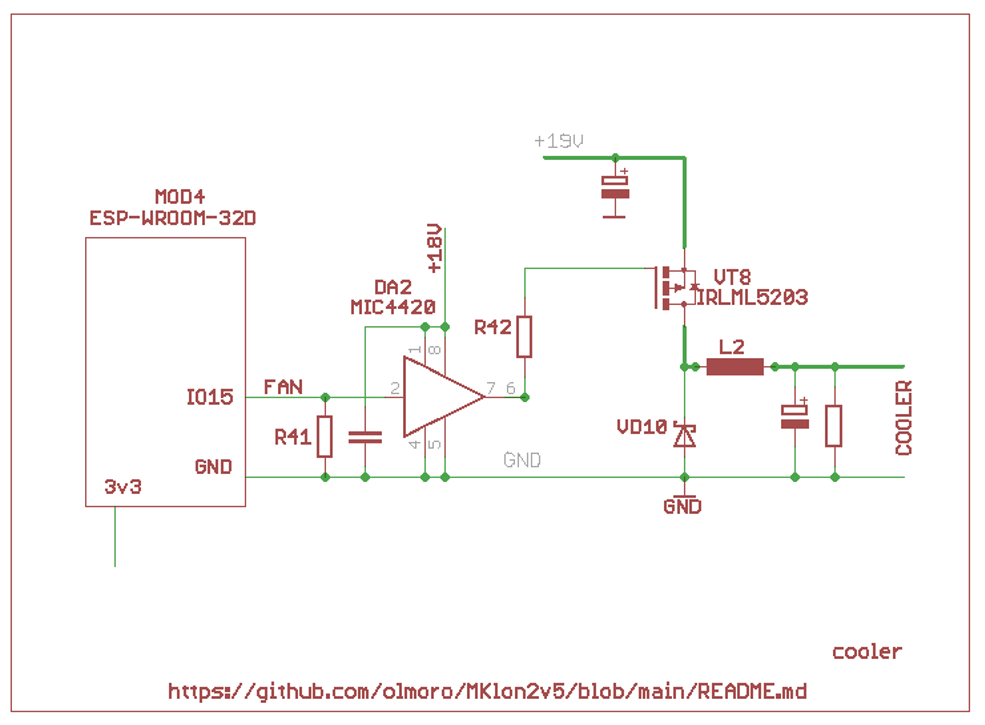 +19V
MOD4
ESP-WROOM-32D
+18V
VT8
IRLML5203
DA2
MIC4420
R42
L2
1
8
IO15
FAN
2
7
6
R41
4
5
VD10
COOLER
GND
GND
3v3
GND
+
+
cooler
https://github.com/olmoro/MKlon2v5/blob/main/README.md